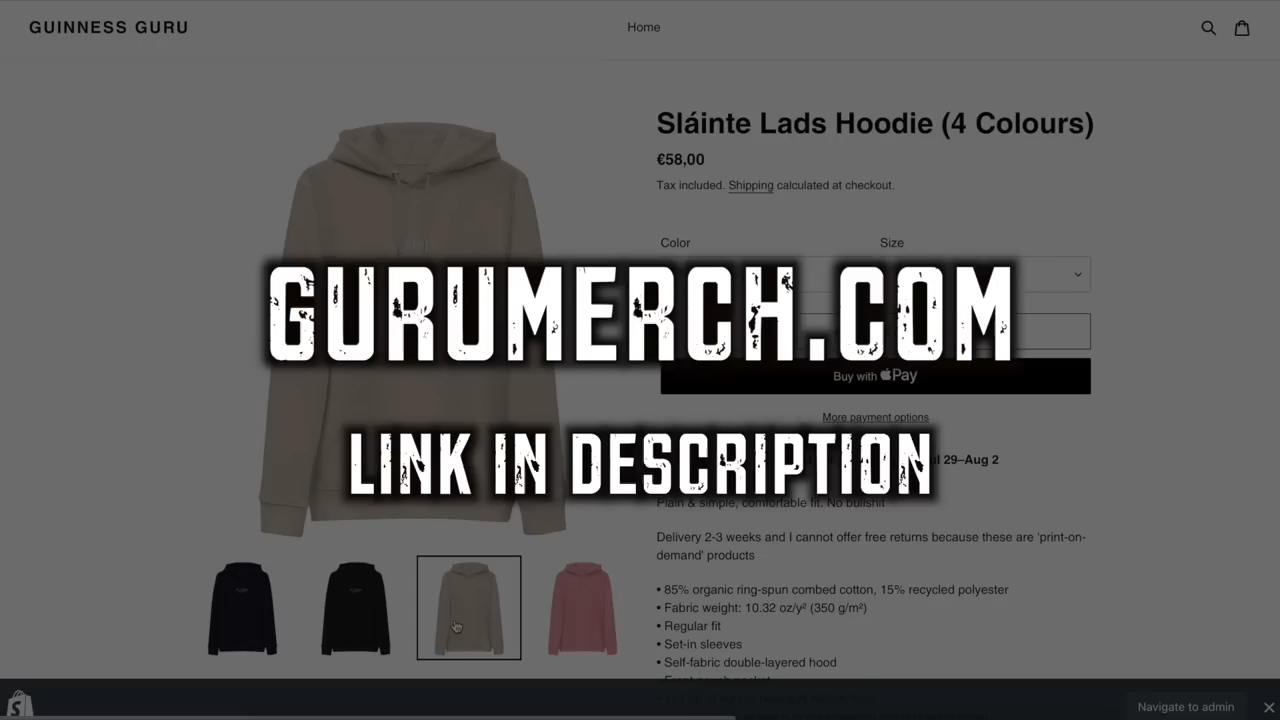 GUINNESS GURU
Home
Sláinte Lads Hoodie (4 Colours)
€58,00
Tax included. Shipping calculated at checkout.
Color
Size
GURUMERCH.COM
Buy with Pay
More payment options
29–Aug 2
LINK IN DESCRIPTION
Plain & simple, comfortable fit. No bullshit
Delivery 2-3 weeks and I cannot offer free returns because these are 'print-on-
demand' products
• 85% organic ring-spun combed cotton, 15% recycled polyester
• Fabric weight: 10.32 oz/y² (350 g/m²)
• Regular fit
• Set-in sleeves
• Self-fabric double-layered hood
Navigate to admin